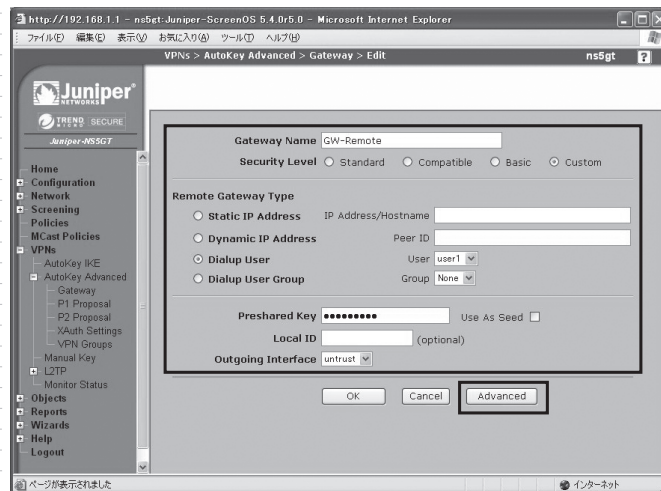 http://192.168.1.1 - ns5gt:Juniper-ScreenOS 5.4.0r5.0 - Microsoft Internet Explorer
ファイル(F) 編集(E) 表示(V) お気に入り(A) ツール(T) ヘルプ(H)
VPNs > AutoKey Advanced > Gateway > Edit ns5gt ?
Juniper®
NETWORKS
TREND MICRO SECURE
Juniper-NS5GT
Home
Configuration
Network
Screening
Policies
MCast Policies
VPNs
AutoKey IKE
AutoKey Advanced
Gateway
P1 Proposal
P2 Proposal
XAuth Settings
VPN Groups
Manual Key
L2TP
Monitor Status
Objects
Reports
Wizards
Help
Logout
Gateway Name GW-Remote
Security Level Standard Compatible Basic Custom
Remote Gateway Type
Static IP Address IP Address/Hostname
Dynamic IP Address Peer ID
Dialup User User user1
Dialup User Group Group None
Preshared Key ●●●●●●●●● Use As Seed
Local ID (optional)
Outgoing Interface untrust
OK Cancel Advanced
ページが表示されました インターネット